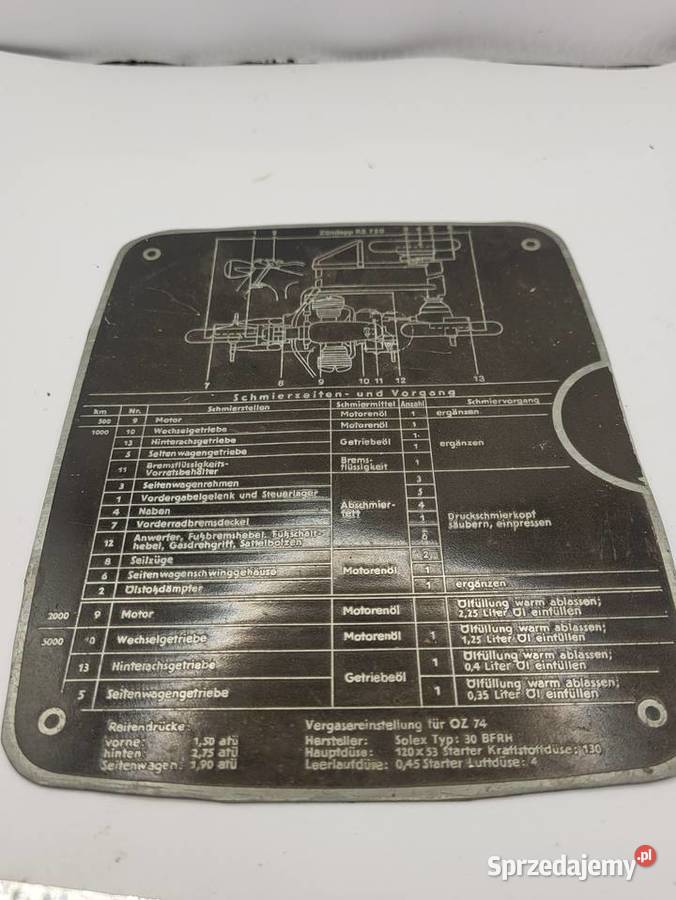 Zündapp KS 750
7 8 9 10 11 12 13
Schmierzeiten- und Vorgang
km Nr. Schmierstellen Schmiermittel Anzahl Schmiervorgang
500 9 Motor Motorenöl 1 ergänzen
1000 10 Wechselgetriebe Motorenöl 1
13 Hinterachsgetriebe Getriebeöl 1 ergänzen
5 Seitenwagengetriebe 1
11 Bremsflüssigkeits-Vorratsbehälter Brems-flüssigkeit 1
3 Seitenwagenrahmen 3
1 Vordergabelgelenk und Steuerlager Abschmier-fett 5
4 Naben 4
7 Vorderradbremsdeckel 1 Druckschmierkopf säubern, einpressen
12 Anwerfer, Fußbremshebel, Fußschalt-hebel, Gasdrehgriff, Sattelbolzen 6
8 Seilzüge Motorenöl 2
6 Seitenwagenschwinggehäuse 1
2 Ölstoßdämpfer 1 ergänzen
2000 9 Motor Motorenöl Ölfüllung warm ablassen; 2,25 Liter Öl einfüllen
5000 10 Wechselgetriebe Motorenöl 1 Ölfüllung warm ablassen; 1,25 Liter Öl einfüllen
13 Hinterachsgetriebe Getriebeöl 1 Ölfüllung warm ablassen; 0,4 Liter Öl einfüllen
5 Seitenwagengetriebe 1 Ölfüllung warm ablassen; 0,35 Liter Öl einfüllen
Reifendrücke: Vergasereinstellung für OZ 74
vorne 1,50 atü Hersteller: Solex Typ: 30 BFRH
hinten 2,75 atü Hauptdüse: 120 x 53 Starter Kraftstoffdüse: 130
Seitenwagen 1,90 atü Leerlaufdüse: 0,45 Starter Luftdüse: 4
Sprzedajemy.pl